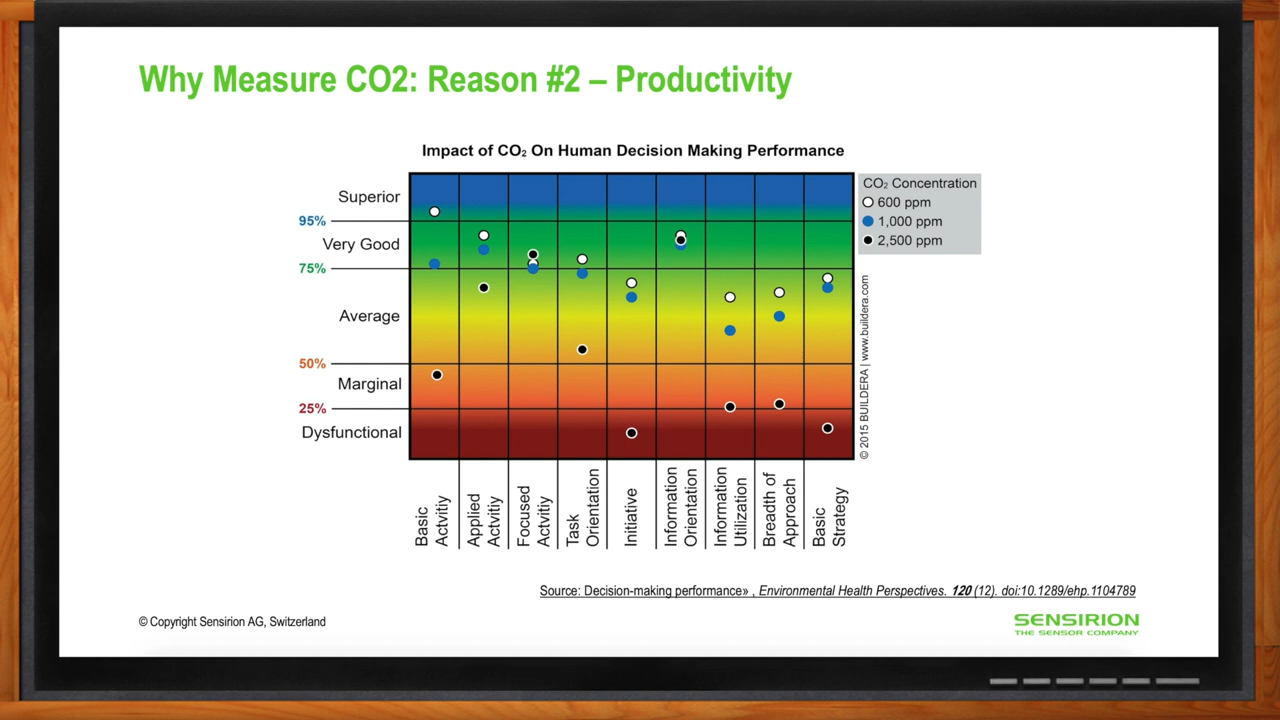 Why Measure CO2: Reason #2 – Productivity
Impact of CO₂ On Human Decision Making Performance
Superior
95%
Very Good
75%
Average
50%
Marginal
25%
Dysfunctional
CO₂ Concentration
600 ppm
1,000 ppm
2,500 ppm
© 2015 BUILDERA | www.buildera.com
Basic
Actvitiy
Applied
Actvitiy
Focused
Actvitiy
Task
Orientation
Initiative
Information
Orientation
Information
Utilization
Breadth of
Approach
Basic
Strategy
Source: Decision-making performance» , Environmental Health Perspectives. 120 (12). doi:10.1289/ehp.1104789
© Copyright Sensirion AG, Switzerland
SENSIRION
THE SENSOR COMPANY